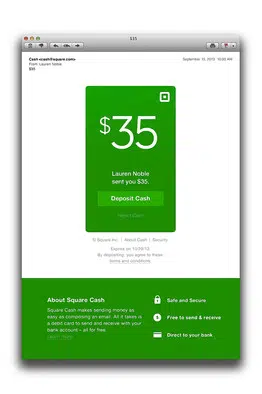 $35
Cash <cash@square.com>
September 13, 2013 10:00 AM
From: Lauren Noble
$35
$35
Lauren Noble
sent you $35.
Deposit Cash
© Square Inc. | About Cash | Security
Expires on 10/08/13
By depositing, you agree to these
terms and conditions.
About Square Cash
Square Cash makes sending money as
easy as composing an email. All it takes is
a debit card to send and receive with your
bank account – all for free.
Safe and Secure
Free to send & receive
Direct to your bank